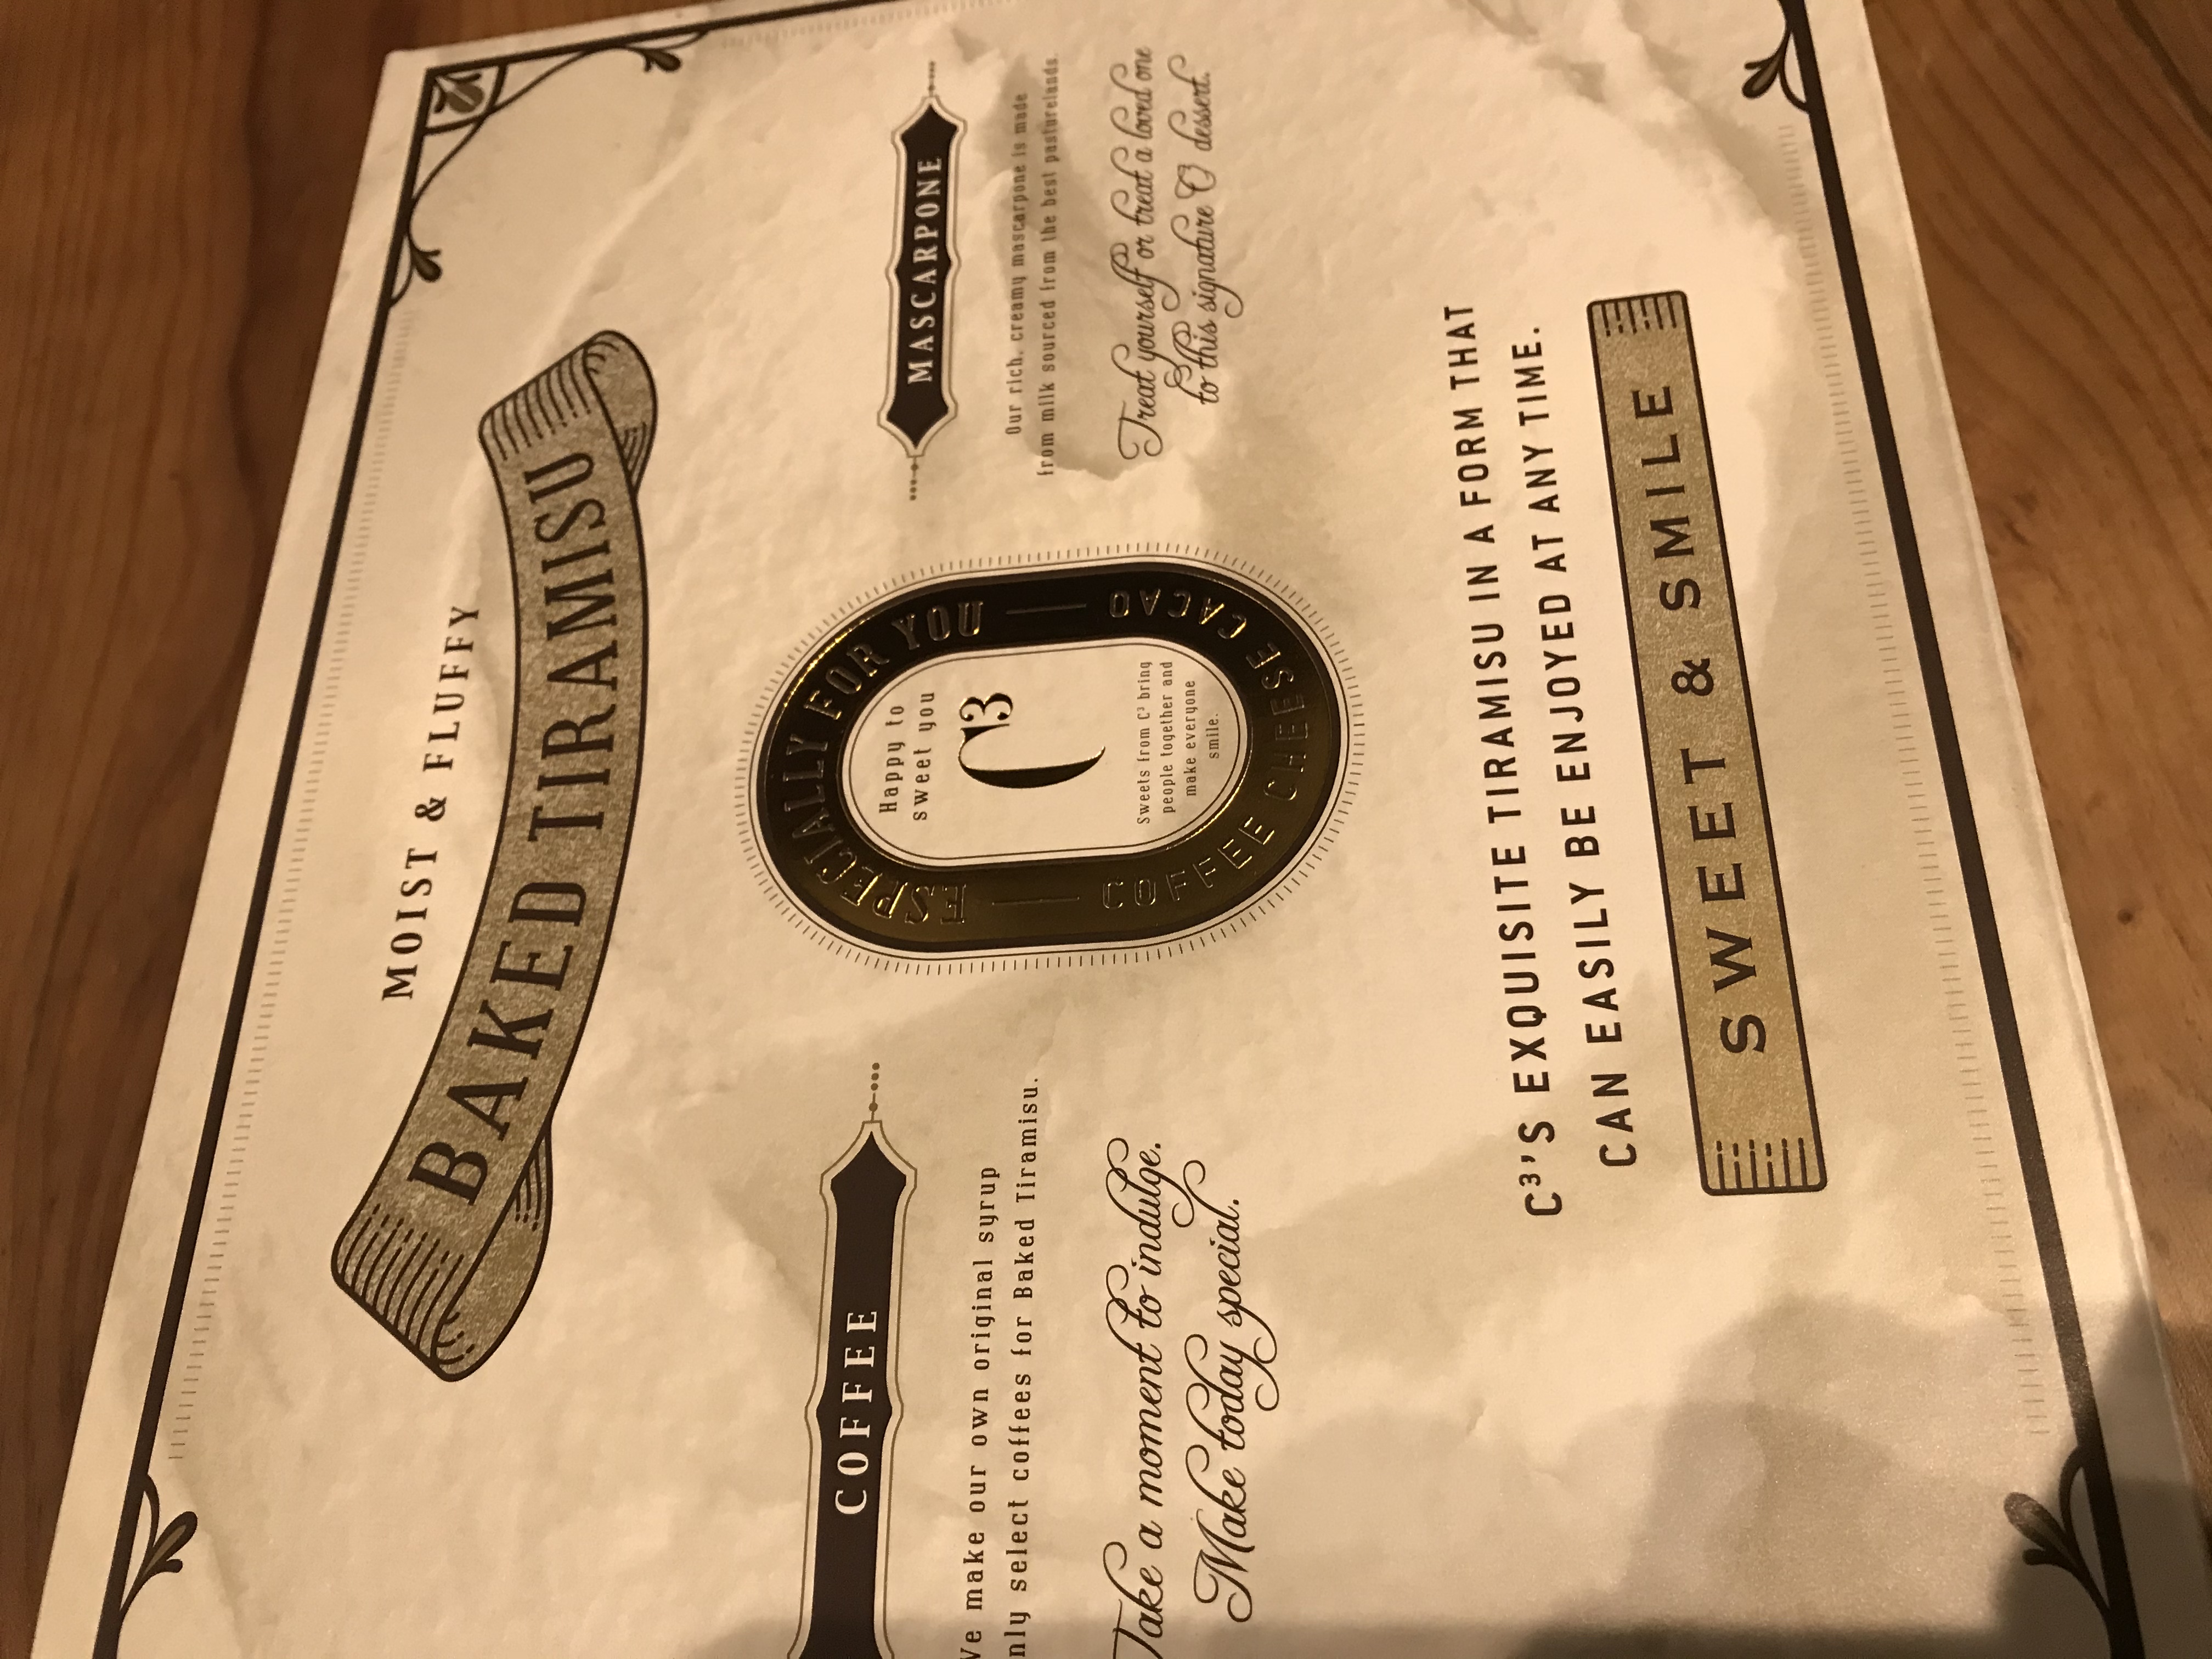 MOIST & FLUFFY
BAKED TIRAMISU
COFFEE
We make our own original syrup
only select coffees for Baked Tiramisu.
Take a moment to indulge.
Make today special.
ESPECIALLY FOR YOU
Happy to
sweet you
C3
Sweets from C3 bring
people together and
make everyone
smile.
COFFEE CHEESE CACAO
MASCARPONE
Our rich, creamy mascarpone is made
from milk sourced from the best pasturelands.
Treat yourself or treat a loved one
to this signature C3 dessert.
C3'S EXQUISITE TIRAMISU IN A FORM THAT
CAN EASILY BE ENJOYED AT ANY TIME.
SWEET & SMILE